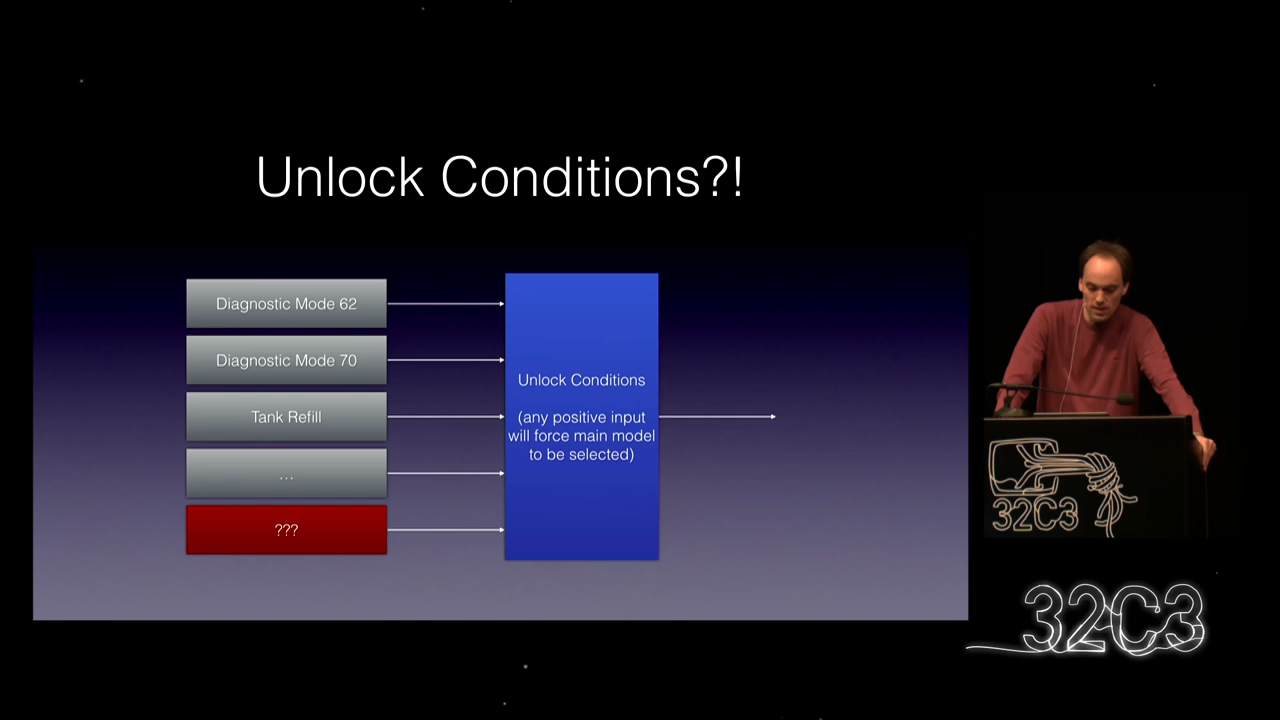 Unlock Conditions?!
Diagnostic Mode 62
Diagnostic Mode 70
Tank Refill
...
???
Unlock Conditions
(any positive input
will force main model
to be selected)
32C3
32C3